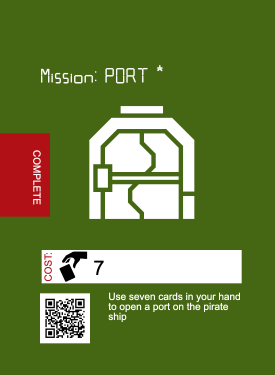 Mission: PORT *
COMPLETE
COST:
7
Use seven cards in your hand
to open a port on the pirate
ship